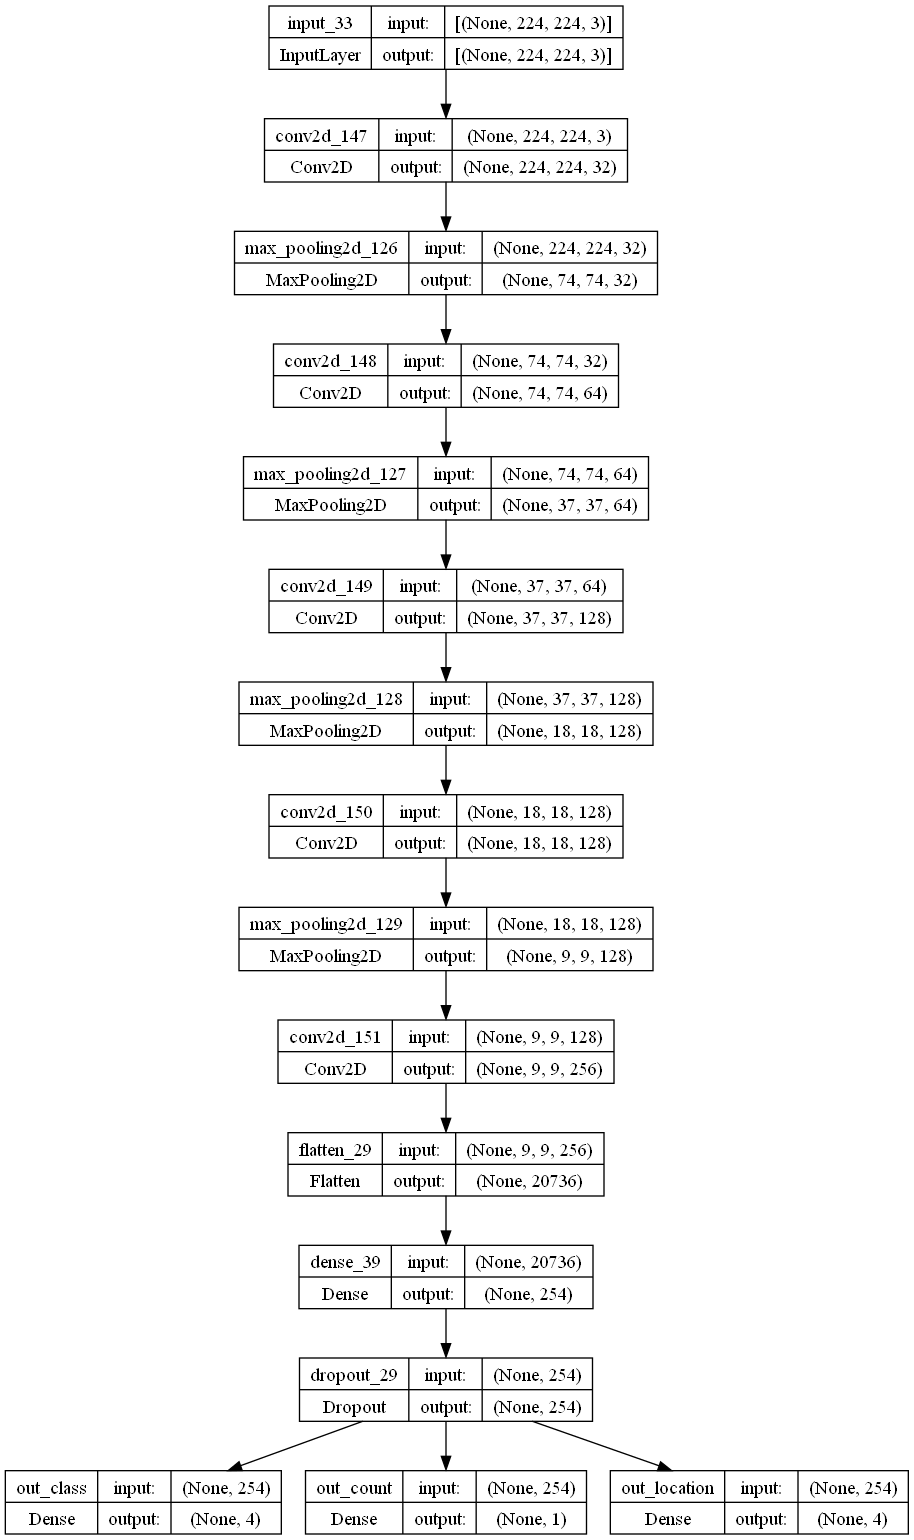 input_33 input: [(None, 224, 224, 3)]
InputLayer output: [(None, 224, 224, 3)]
conv2d_147 input: (None, 224, 224, 3)
Conv2D output: (None, 224, 224, 32)
max_pooling2d_126 input: (None, 224, 224, 32)
MaxPooling2D output: (None, 74, 74, 32)
conv2d_148 input: (None, 74, 74, 32)
Conv2D output: (None, 74, 74, 64)
max_pooling2d_127 input: (None, 74, 74, 64)
MaxPooling2D output: (None, 37, 37, 64)
conv2d_149 input: (None, 37, 37, 64)
Conv2D output: (None, 37, 37, 128)
max_pooling2d_128 input: (None, 37, 37, 128)
MaxPooling2D output: (None, 18, 18, 128)
conv2d_150 input: (None, 18, 18, 128)
Conv2D output: (None, 18, 18, 128)
max_pooling2d_129 input: (None, 18, 18, 128)
MaxPooling2D output: (None, 9, 9, 128)
conv2d_151 input: (None, 9, 9, 128)
Conv2D output: (None, 9, 9, 256)
flatten_29 input: (None, 9, 9, 256)
Flatten output: (None, 20736)
dense_39 input: (None, 20736)
Dense output: (None, 254)
dropout_29 input: (None, 254)
Dropout output: (None, 254)
out_class input: (None, 254)
Dense output: (None, 4)
out_count input: (None, 254)
Dense output: (None, 1)
out_location input: (None, 254)
Dense output: (None, 4)